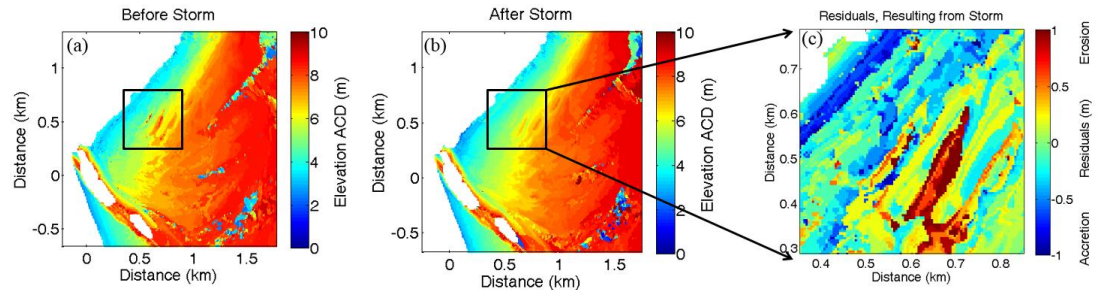 Before Storm
(a)
10
8
6
4
2
0
Elevation ACD (m)
1
0.5
0
-0.5
Distance (km)
0 0.5 1 1.5
Distance (km)
After Storm
(b)
10
8
6
4
2
0
Elevation ACD (m)
1
0.5
0
-0.5
Distance (km)
0 0.5 1 1.5
Distance (km)
Residuals, Resulting from Storm
(c)
0.7
0.6
0.5
0.4
0.3
Distance (km)
0.4 0.5 0.6 0.7 0.8
Distance (km)
1
0.5
0
-0.5
-1
Accretion Residuals (m) Erosion